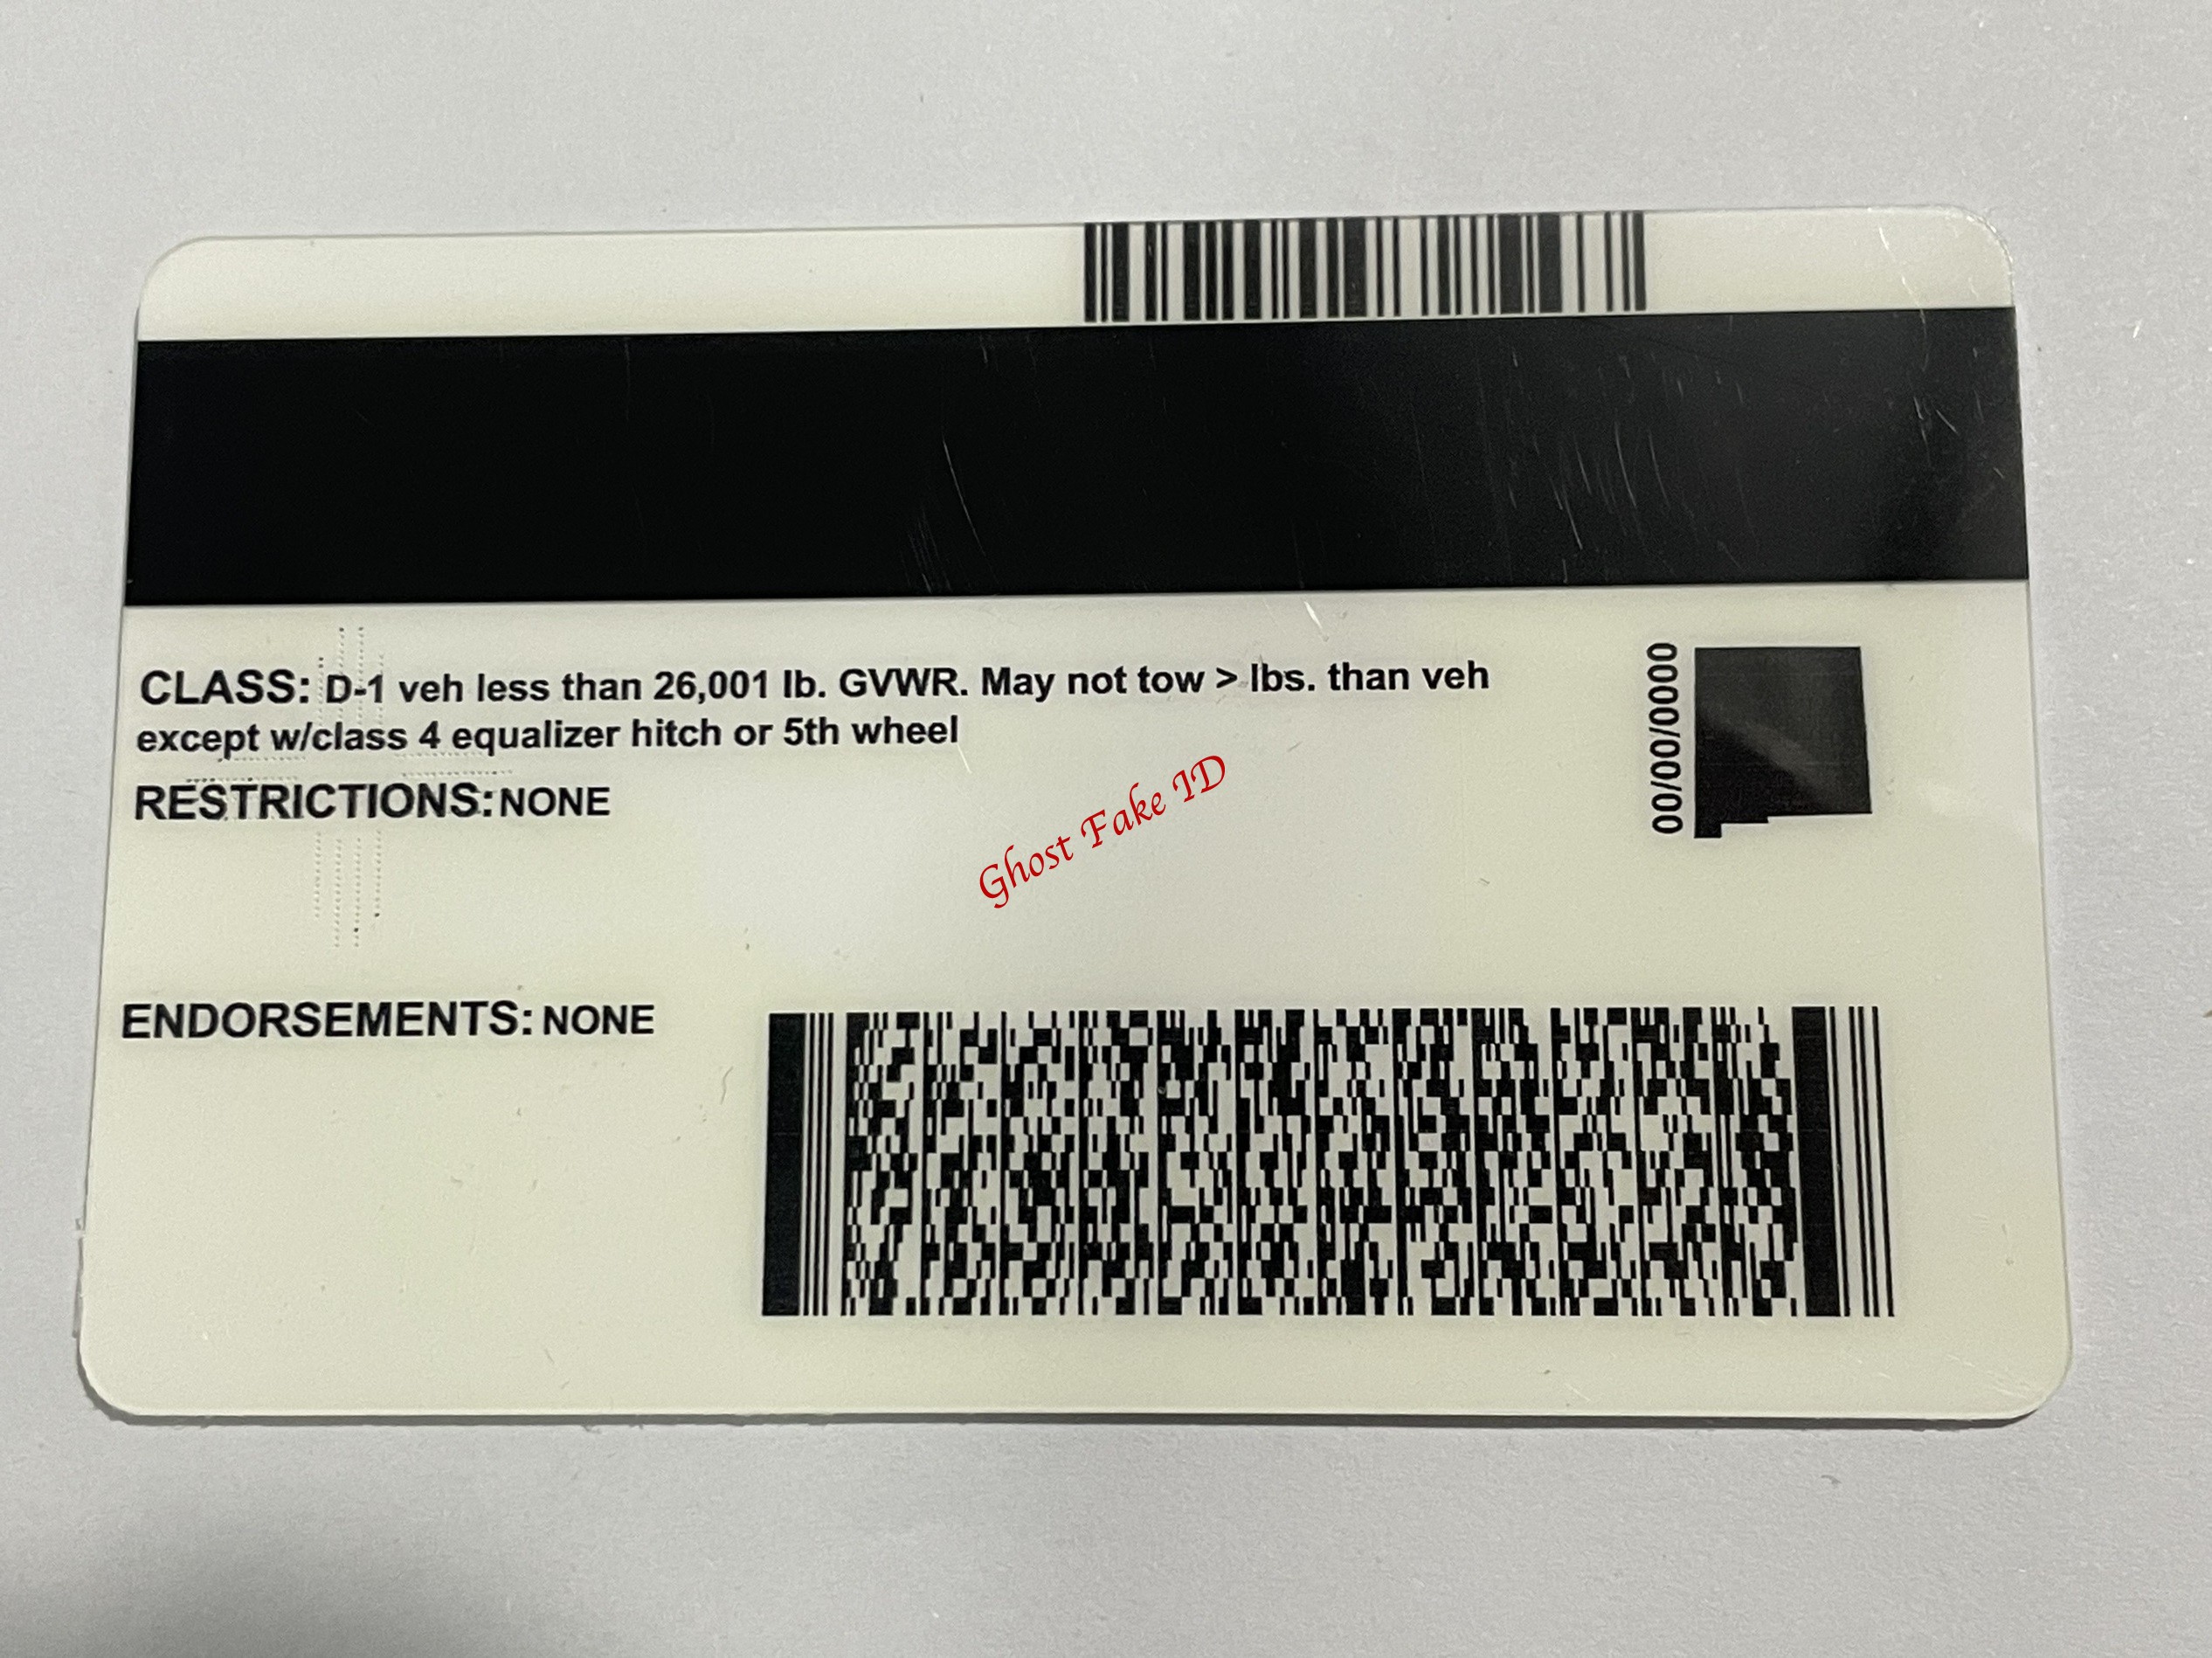 CLASS: D-1 veh less than 26,001 lb. GVWR. May not tow > lbs. than veh
except w/class 4 equalizer hitch or 5th wheel
RESTRICTIONS: NONE
00/00/0000
Ghost Fake ID
ENDORSEMENTS: NONE